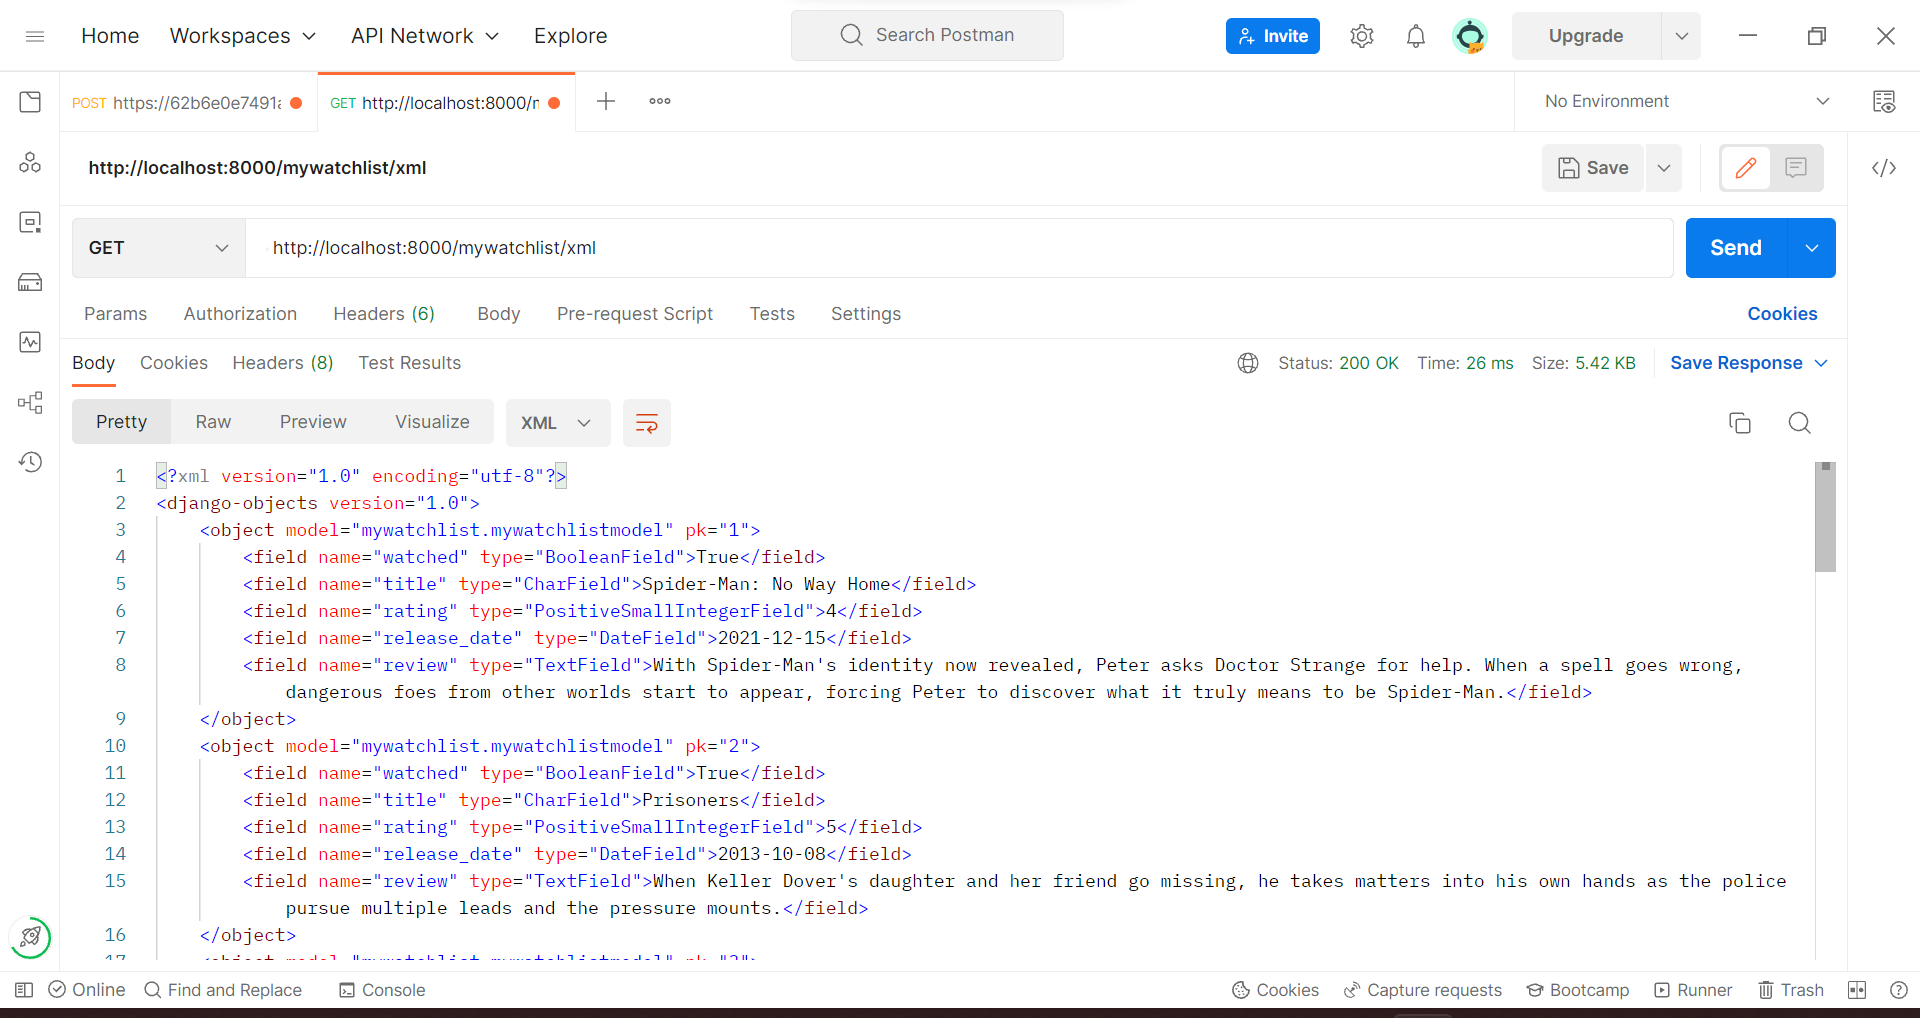 Home Workspaces API Network Explore Search Postman Invite Upgrade
POST https://62b6e0e7491 GET http://localhost:8000/ No Environment
http://localhost:8000/mywatchlist/xml Save
GET http://localhost:8000/mywatchlist/xml Send
Params Authorization Headers (6) Body Pre-request Script Tests Settings Cookies
Body Cookies Headers (8) Test Results Status: 200 OK Time: 26 ms Size: 5.42 KB Save Response
Pretty Raw Preview Visualize XML
1 <?xml version="1.0" encoding="utf-8"?>
2 <django-objects version="1.0">
3 <object model="mywatchlist.mywatchlistmodel" pk="1">
4 <field name="watched" type="BooleanField">True</field>
5 <field name="title" type="CharField">Spider-Man: No Way Home</field>
6 <field name="rating" type="PositiveSmallIntegerField">4</field>
7 <field name="release_date" type="DateField">2021-12-15</field>
8 <field name="review" type="TextField">With Spider-Man's identity now revealed, Peter asks Doctor Strange for help. When a spell goes wrong,
dangerous foes from other worlds start to appear, forcing Peter to discover what it truly means to be Spider-Man.</field>
9 </object>
10 <object model="mywatchlist.mywatchlistmodel" pk="2">
11 <field name="watched" type="BooleanField">True</field>
12 <field name="title" type="CharField">Prisoners</field>
13 <field name="rating" type="PositiveSmallIntegerField">5</field>
14 <field name="release_date" type="DateField">2013-10-08</field>
15 <field name="review" type="TextField">When Keller Dover's daughter and her friend go missing, he takes matters into his own hands as the police
pursue multiple leads and the pressure mounts.</field>
16 </object>
17 <object model="mywatchlist.mywatchlistmodel" pk="3">
Online Find and Replace Console Cookies Capture requests Bootcamp Runner Trash